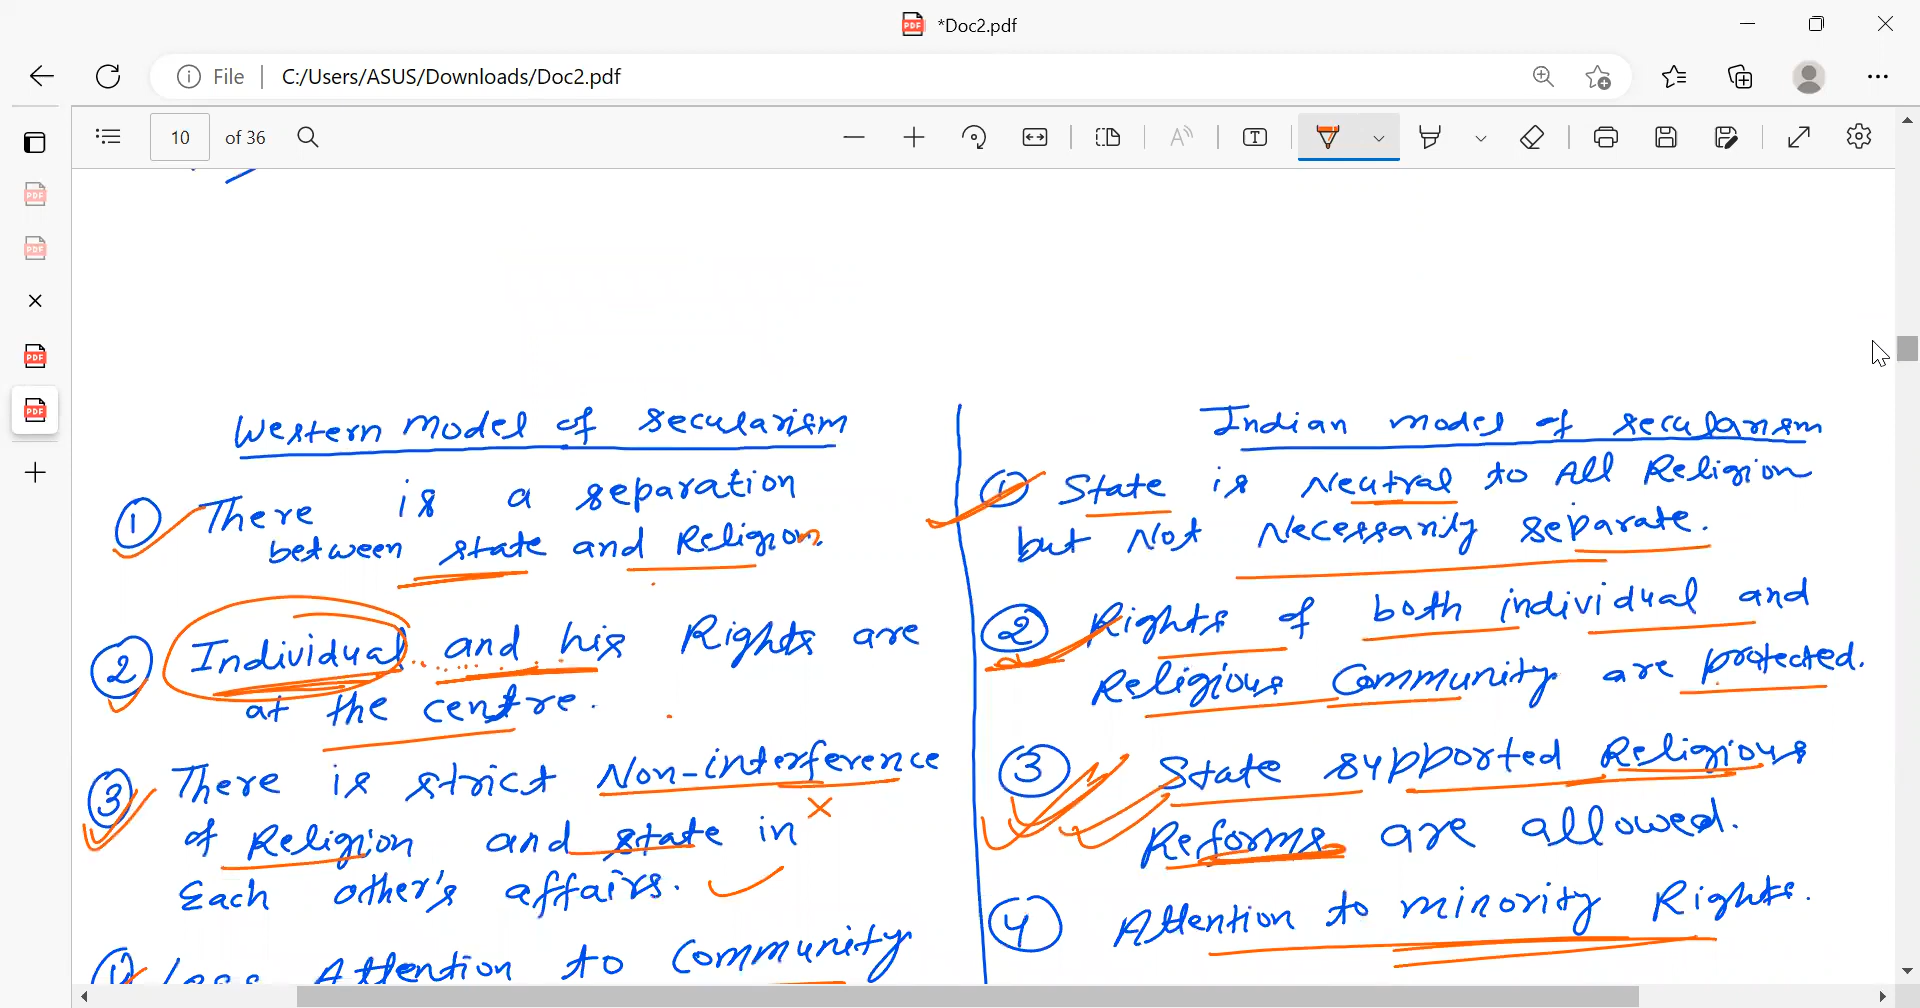 *Doc2.pdf
File
C:/Users/ASUS/Downloads/Doc2.pdf
10 of 36
Western Model of secularism
① There is a separation
between state and Religion.
② Individual and his Rights are
at the centre.
③ There is strict Non-interference
of Religion and state in
Each other's affairs.
④ Less Attention to Community
Indian model of secularism
① State is Neutral to All Religion
but Not Necessarily separate.
② Rights of both individual and
Religious Community are protected.
③ State supported Religious
Reforms are allowed.
④ Attention to minority Rights.